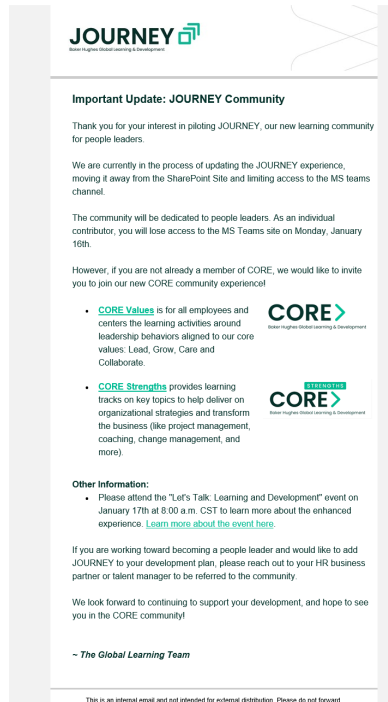 JOURNEY
Baker Hughes Global Learning & Development
Important Update: JOURNEY Community
Thank you for your interest in piloting JOURNEY, our new learning community
for people leaders.
We are currently in the process of updating the JOURNEY experience,
moving it away from the SharePoint Site and limiting access to the MS teams
channel.
The community will be dedicated to people leaders. As an individual
contributor, you will lose access to the MS Teams site on Monday, January
16th.
However, if you are not already a member of CORE, we would like to invite
you to join our new CORE community experience!
• CORE Values is for all employees and
centers the learning activities around
leadership behaviors aligned to our core
values: Lead, Grow, Care and
Collaborate.
CORE
Baker Hughes Global Learning & Development
• CORE Strengths provides learning
tracks on key topics to help deliver on
organizational strategies and transform
the business (like project management,
coaching, change management, and
more).
STRENGTHS
CORE
Baker Hughes Global Learning & Development
Other Information:
• Please attend the "Let's Talk: Learning and Development" event on
January 17th at 8:00 a.m. CST to learn more about the enhanced
experience. Learn more about the event here.
If you are working toward becoming a people leader and would like to add
JOURNEY to your development plan, please reach out to your HR business
partner or talent manager to be referred to the community.
We look forward to continuing to support your development, and hope to see
you in the CORE community!
~ The Global Learning Team
This is an internal email and not intended for external distribution. Please do not forward